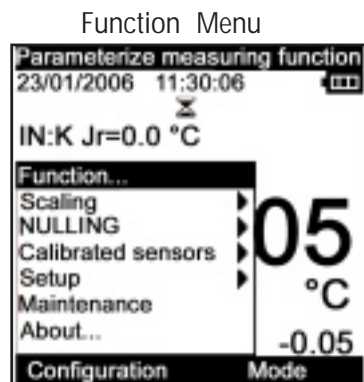 Function Menu
Parameterize measuring function
23/01/2006 11:30:06
IN:K Jr=0.0 °C
Function...
Scaling
NULLING
Calibrated sensors
Setup
Maintenance
About...
05
°C
-0.05
Configuration Mode